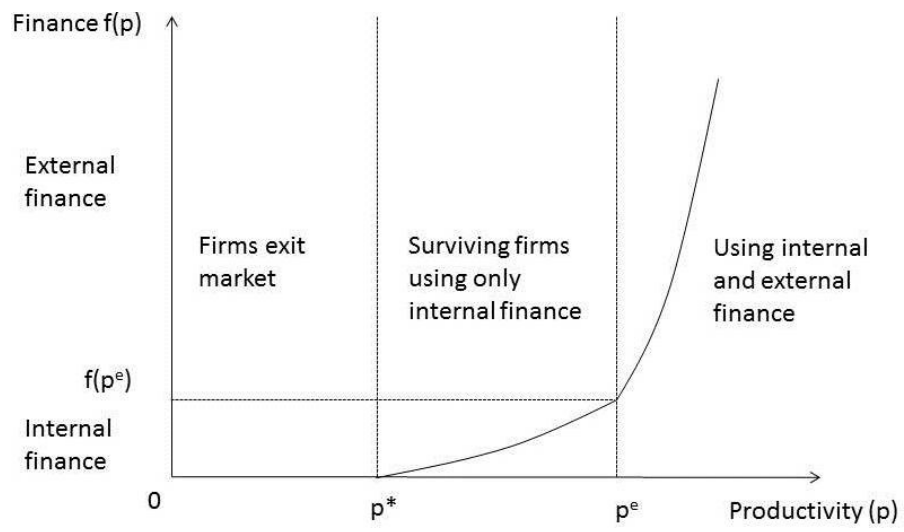 Finance f(p)
External
finance
Firms exit
market
Surviving firms
using only
internal finance
Using internal
and external
finance
f(pᵉ)
Internal
finance
0
p*
pᵉ
Productivity (p)